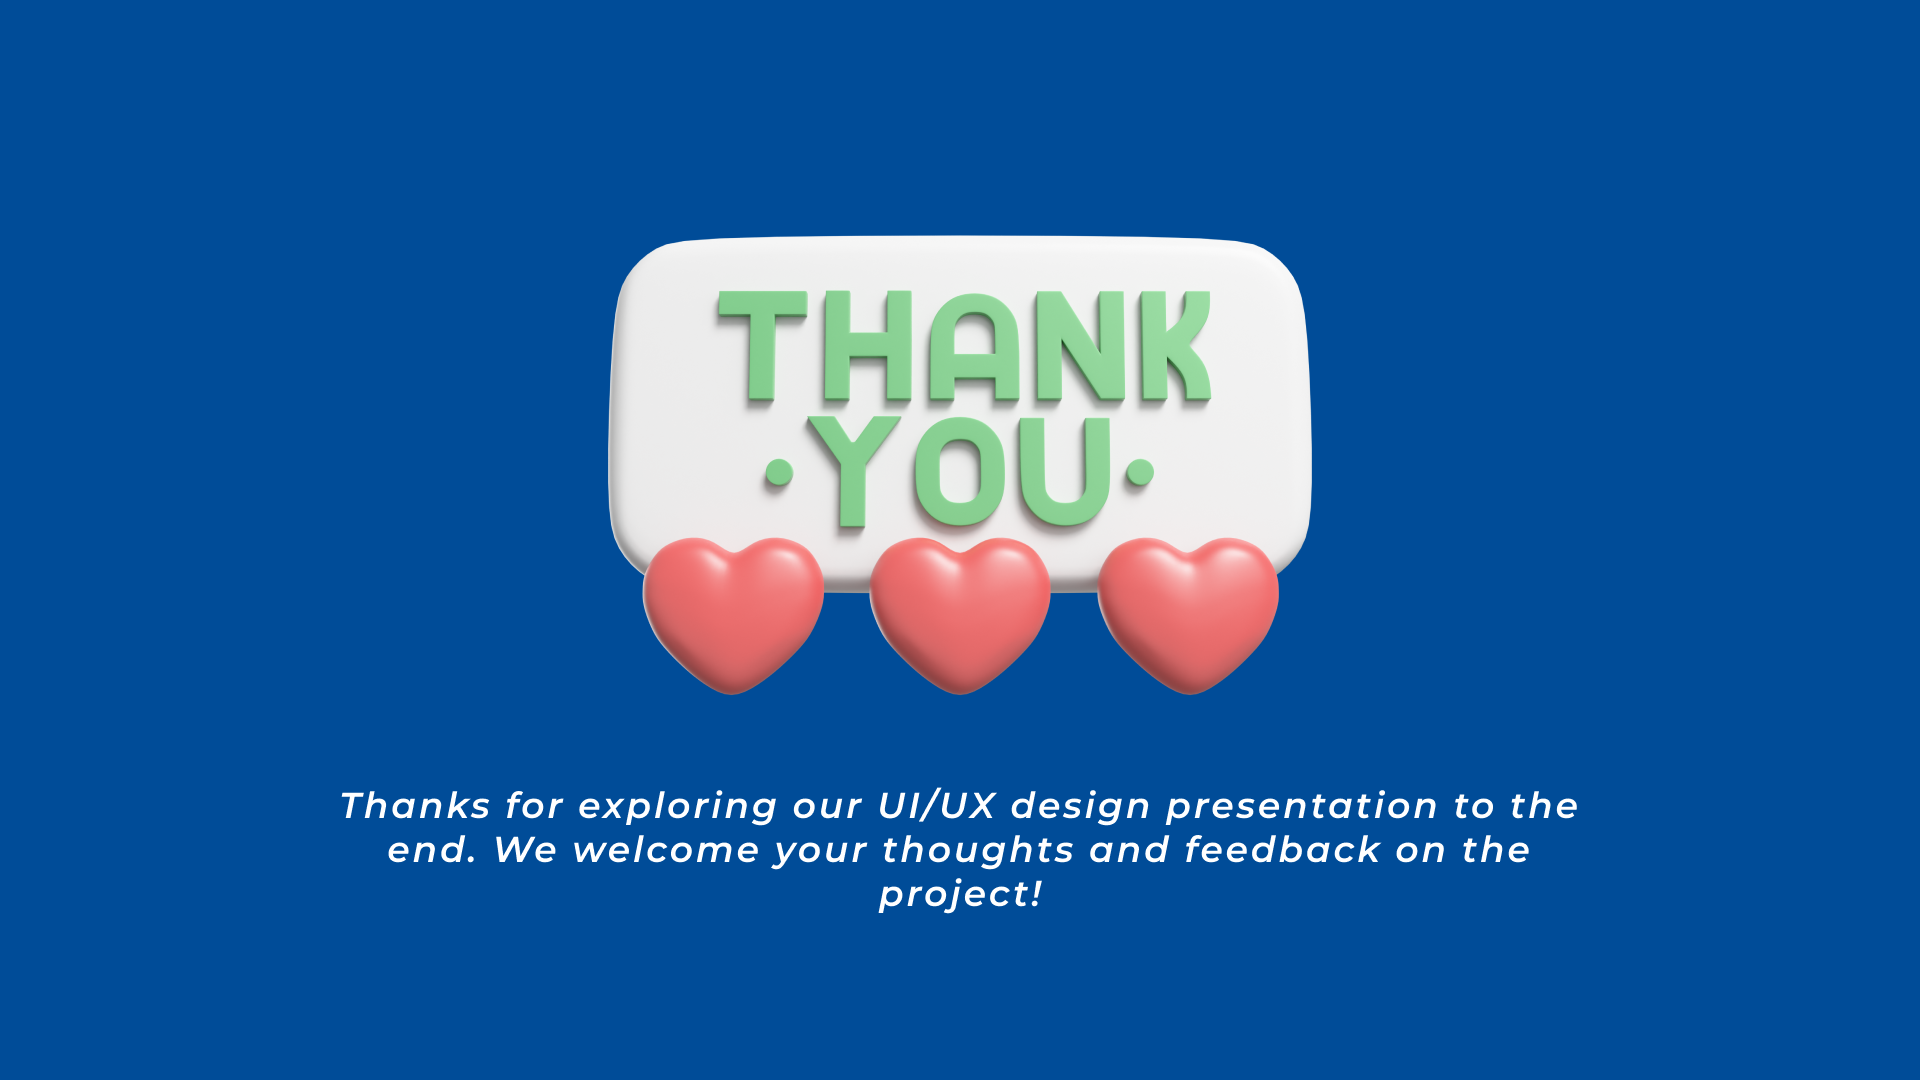 THANK
•YOU•
Thanks for exploring our UI/UX design presentation to the
end. We welcome your thoughts and feedback on the
project!